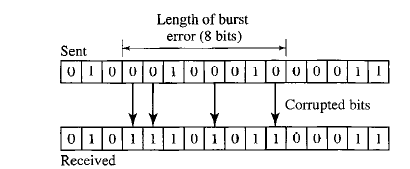 Length of burst
error (8 bits)
Sent
0 1 0 0 0 1 0 0 0 1 0 0 0 0 1 1
Corrupted bits
0 1 0 1 1 1 0 1 0 1 1 0 0 0 1 1
Received